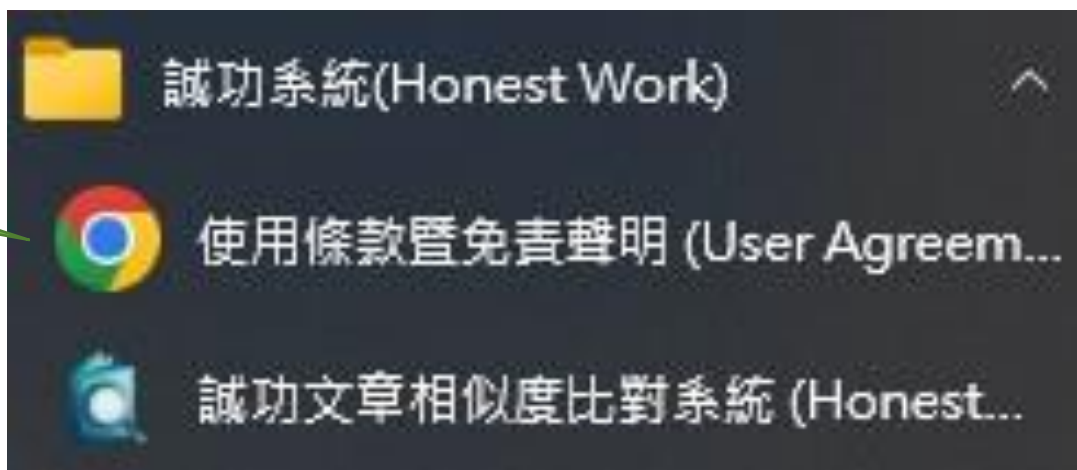 誠功系統(Honest Work)
使用條款暨免責聲明 (User Agreem...
誠功文章相似度比對系統 (Honest...